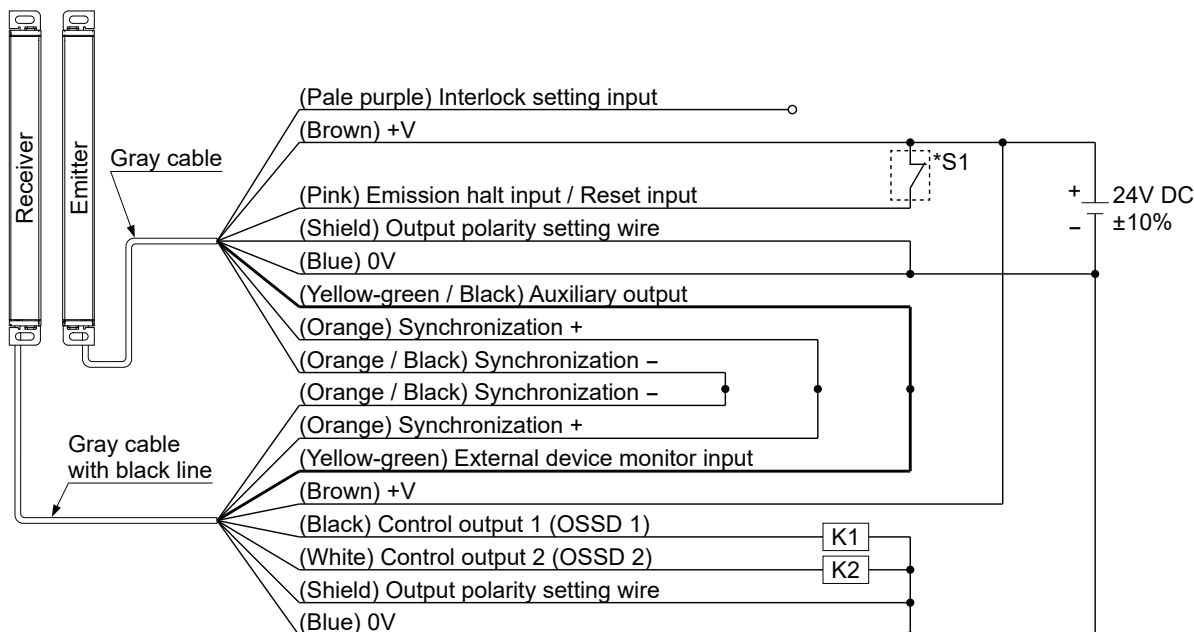 Receiver
Emitter
Gray cable
(Pale purple) Interlock setting input
(Brown) +V
*S1
(Pink) Emission halt input / Reset input
+ 24V DC
– ±10%
(Shield) Output polarity setting wire
(Blue) 0V
(Yellow-green / Black) Auxiliary output
(Orange) Synchronization +
(Orange / Black) Synchronization –
(Orange / Black) Synchronization –
(Orange) Synchronization +
Gray cable
with black line
(Yellow-green) External device monitor input
(Brown) +V
(Black) Control output 1 (OSSD 1)
K1
(White) Control output 2 (OSSD 2)
K2
(Shield) Output polarity setting wire
(Blue) 0V